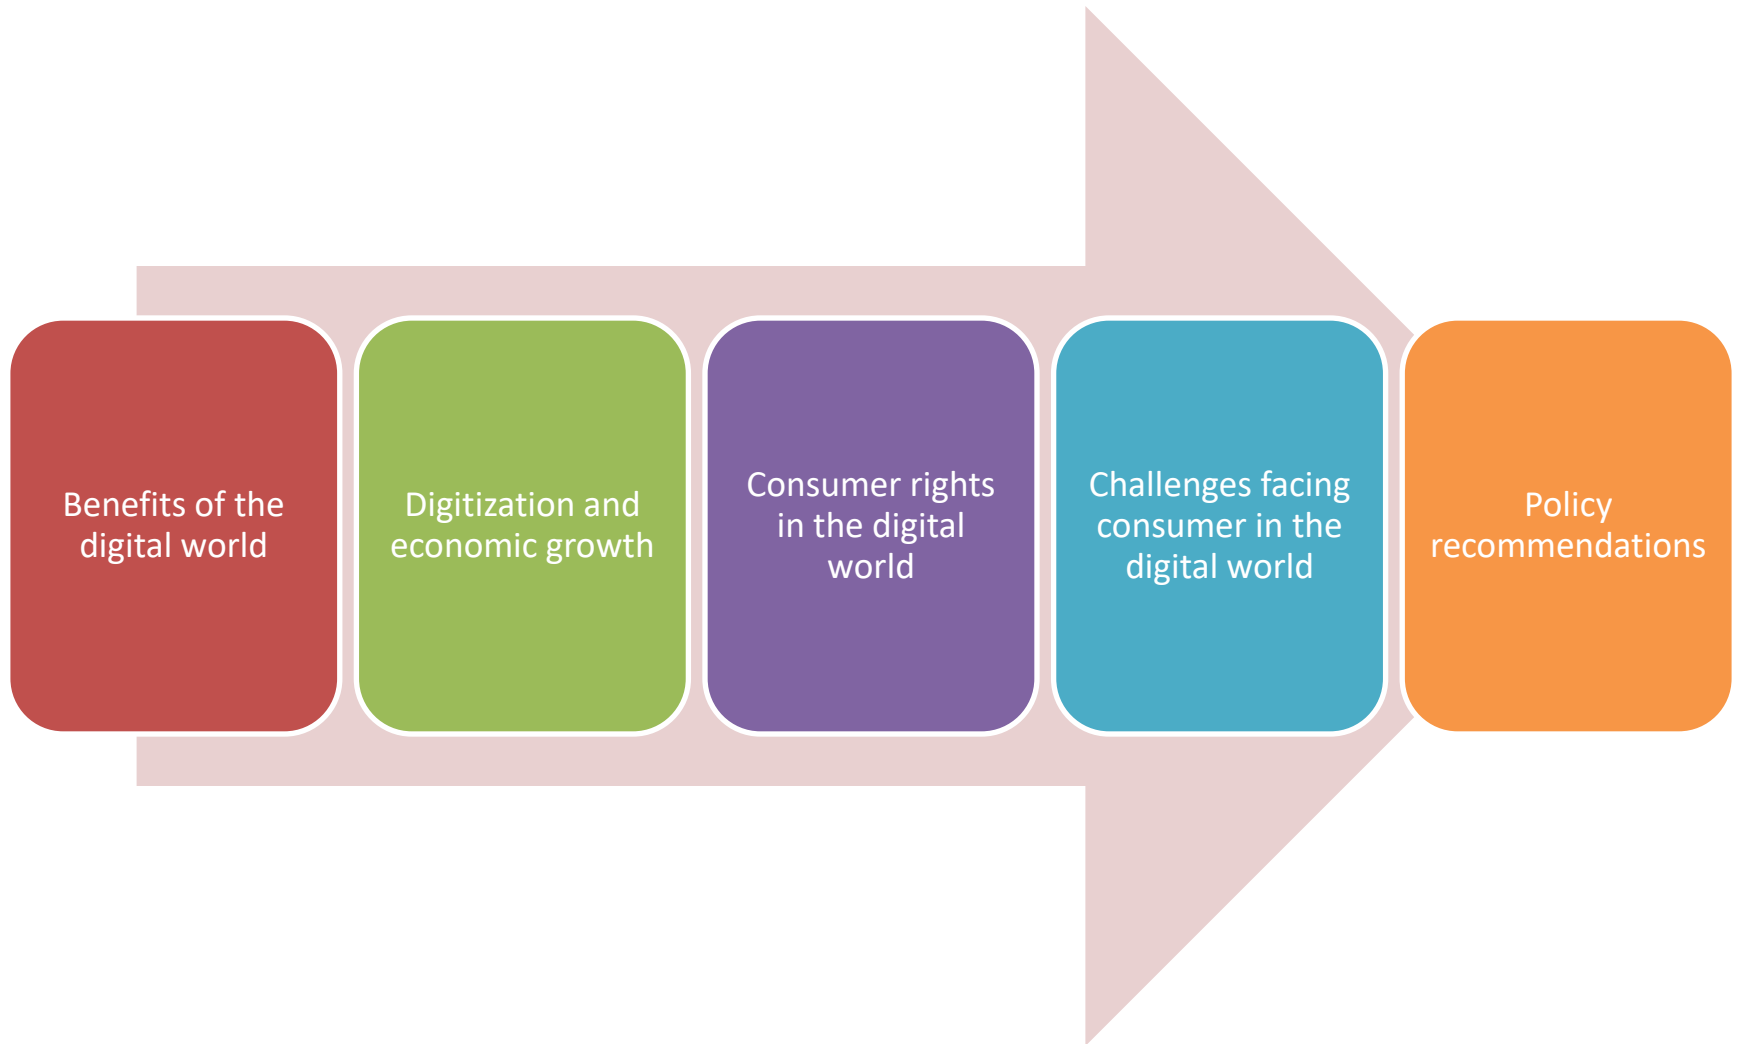 Benefits of the
digital world
Digitization and
economic growth
Consumer rights
in the digital
world
Challenges facing
consumer in the
digital world
Policy
recommendations